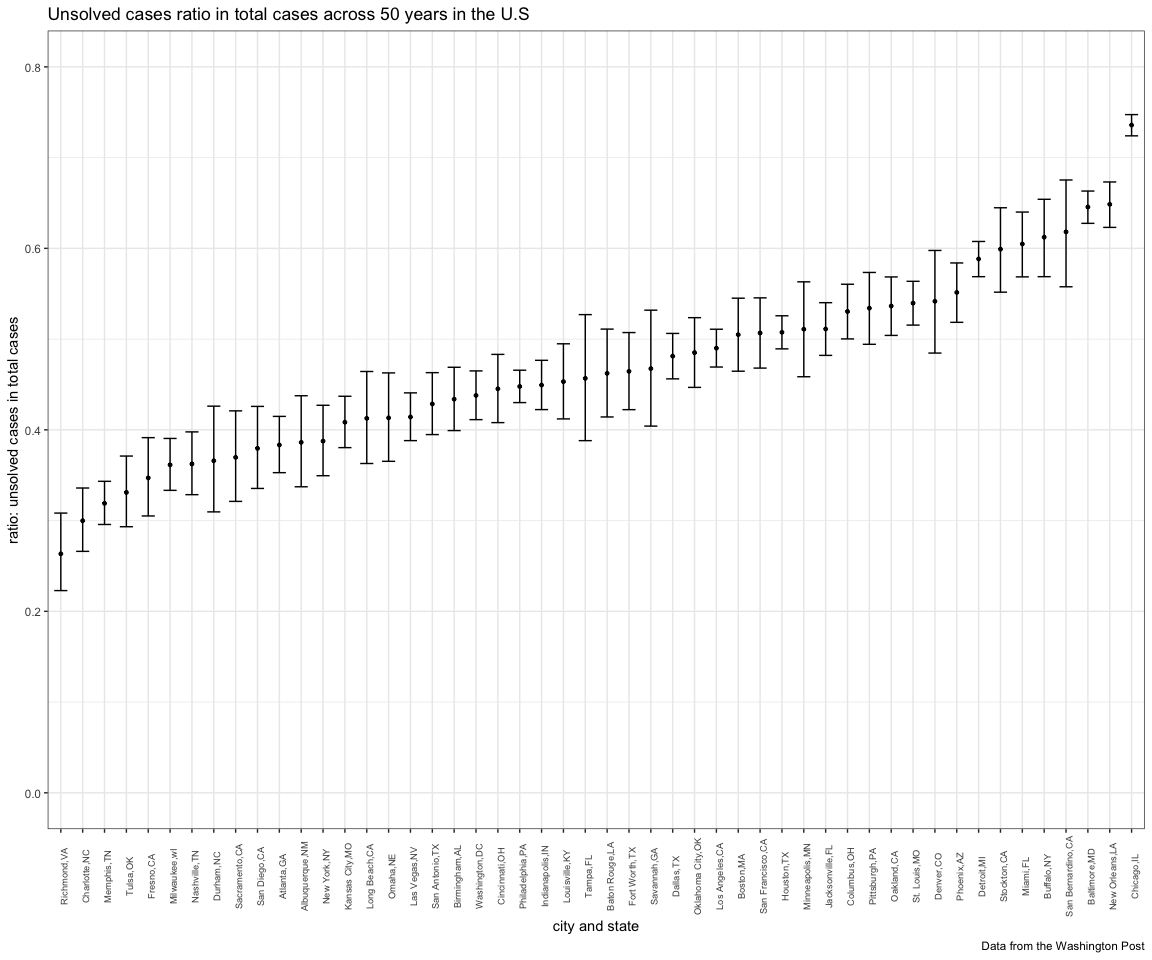 Unsolved cases ratio in total cases across 50 years in the U.S
0.8
0.6
0.4
0.2
0.0
ratio: unsolved cases in total cases
Richmond,VA
Charlotte,NC
Memphis,TN
Tulsa,OK
Fresno,CA
Milwaukee,wI
Nashville,TN
Durham,NC
Sacramento,CA
San Diego,CA
Atlanta,GA
Albuquerque,NM
New York,NY
Kansas City,MO
Long Beach,CA
Omaha,NE
Las Vegas,NV
San Antonio,TX
Birmingham,AL
Washington,DC
Cincinnati,OH
Philadelphia,PA
Indianapolis,IN
Louisville,KY
Tampa,FL
Baton Rouge,LA
Fort Worth,TX
Savannah,GA
Dallas,TX
Oklahoma City,OK
Los Angeles,CA
Boston,MA
San Francisco,CA
Houston,TX
Minneapolis,MN
Jacksonville,FL
Columbus,OH
Pittsburgh,PA
Oakland,CA
St. Louis,MO
Denver,CO
Phoenix,AZ
Detroit,MI
Stockton,CA
Miami,FL
Buffalo,NY
San Bernardino,CA
Baltimore,MD
New Orleans,LA
Chicago,IL
city and state
Data from the Washington Post